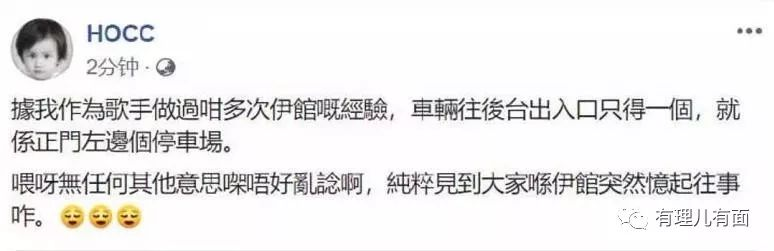 HOCC
2分钟
據我作為歌手做過咁多次伊館嘅經驗，車輛往後台出入口只得一個，就
係正門左邊個停車場。
喂呀無任何其他意思㗎唔好亂諗啊，純粹見到大家喺伊館突然憶起往事
咋。😌😌😌
有理儿有面